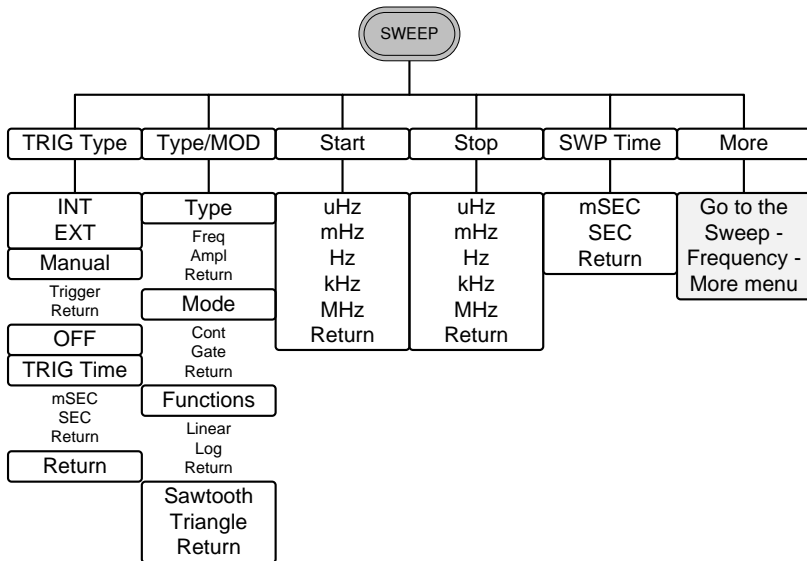 SWEEP
TRIG Type
Type/MOD
Start
Stop
SWP Time
More
INT
EXT
Manual
Trigger
Return
OFF
TRIG Time
mSEC
SEC
Return
Return
Type
Freq
Ampl
Return
Mode
Cont
Gate
Return
Functions
Linear
Log
Return
Sawtooth
Triangle
Return
uHz
mHz
Hz
kHz
MHz
Return
uHz
mHz
Hz
kHz
MHz
Return
mSEC
SEC
Return
Go to the
Sweep -
Frequency -
More menu